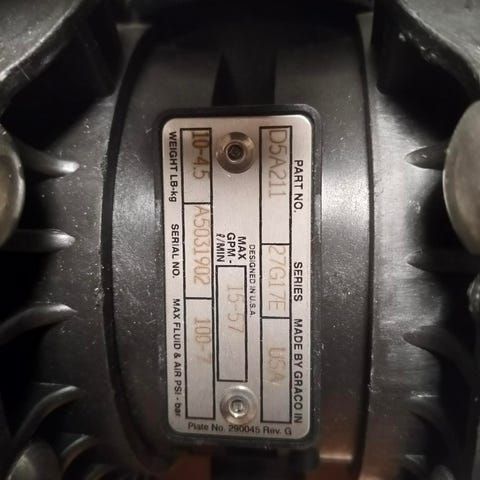 PART NO. SERIES MADE BY GRACO IN
D5A211 27G17E USA
DESIGNED IN U.S.A.
MAX GPM - ℓ/MIN 15-57
10-4.5 A5031902 100-7
WEIGHT LB-kg SERIAL NO. MAX FLUID & AIR PSI - bar
Plate No. 290045 Rev. G